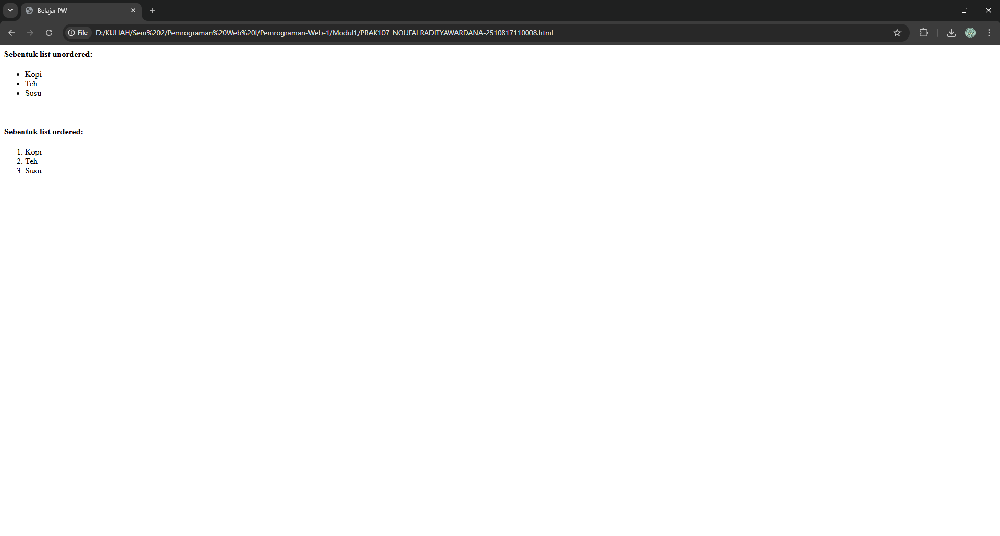 Belajar PW
File D:/KULIAH/Sem%202/Pemrograman%20Web%20I/Pemrograman-Web-1/Modul1/PRAK107_NOUFALRADITYAWARDANA-2510817110008.html
Sebentuk list unordered:
• Kopi
• Teh
• Susu
Sebentuk list ordered:
1. Kopi
2. Teh
3. Susu